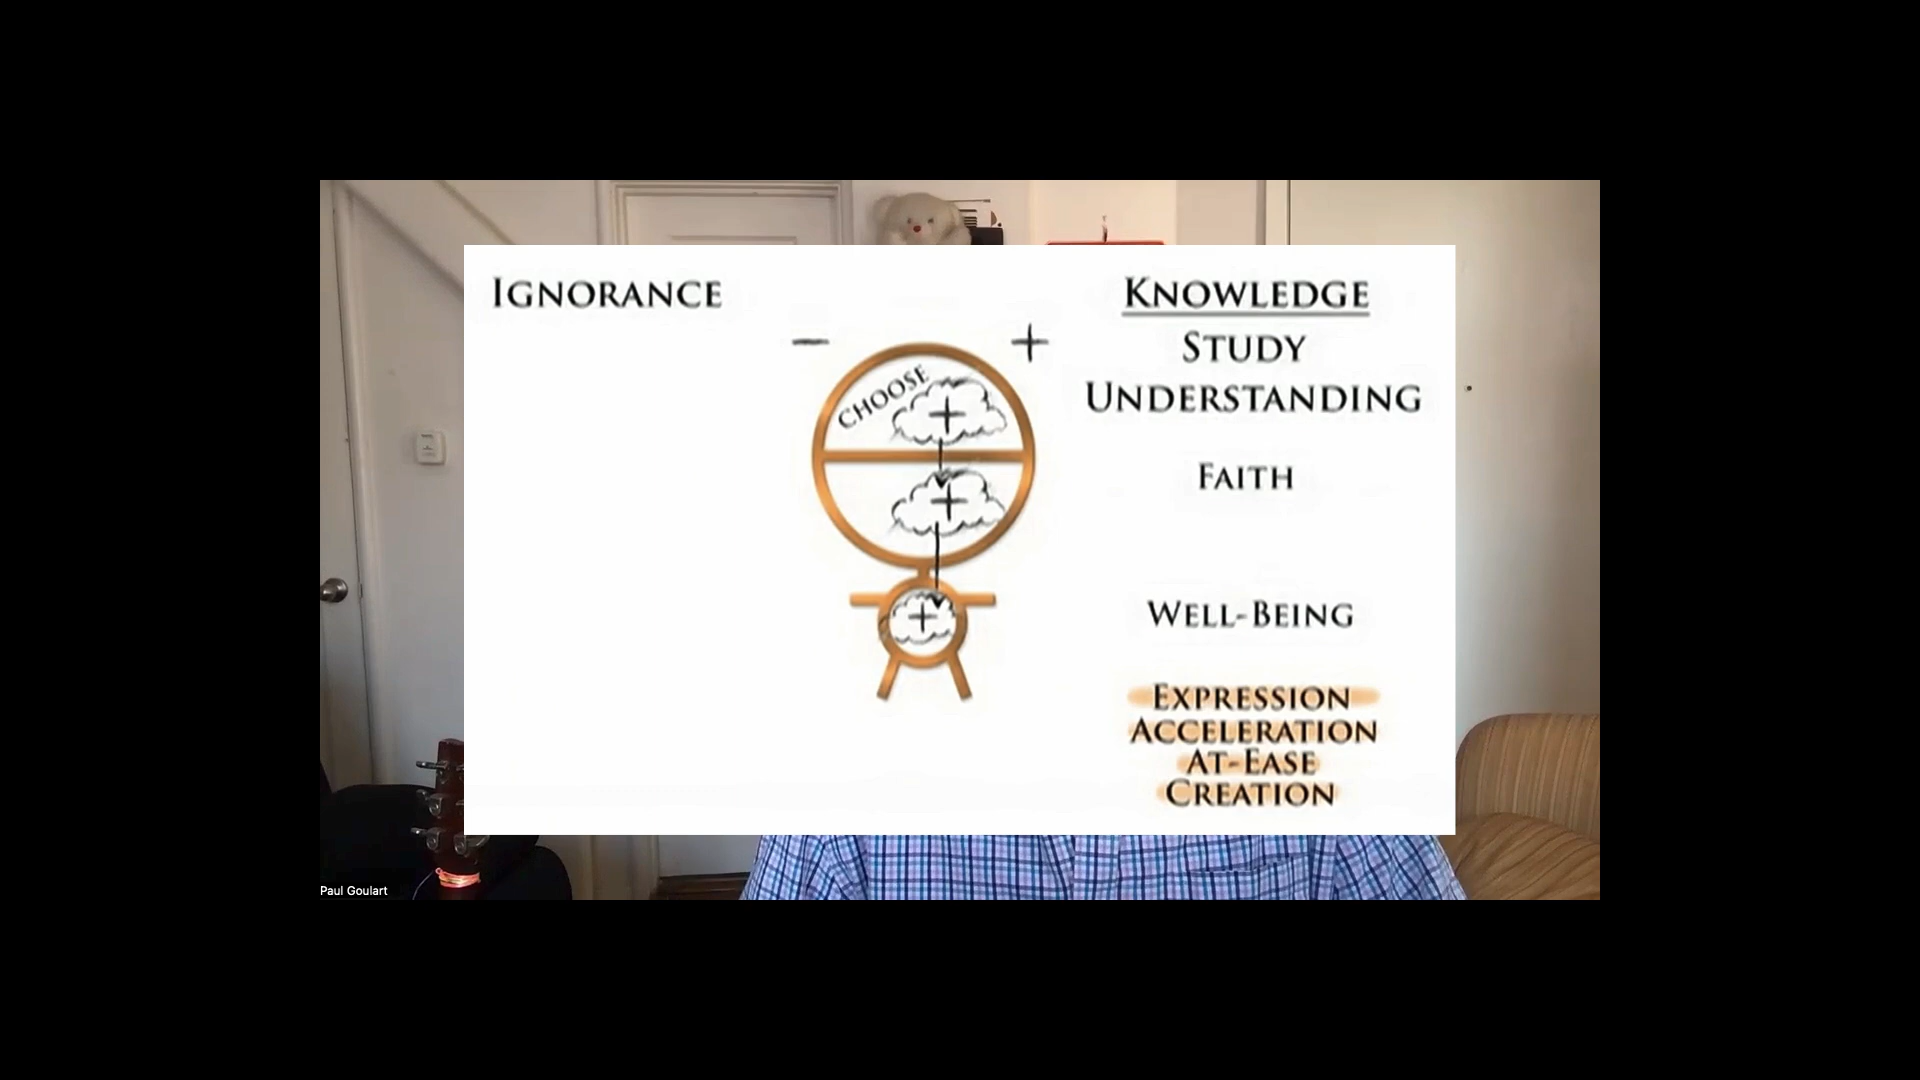 IGNORANCE
KNOWLEDGE
STUDY
UNDERSTANDING
− +
CHOOSE
+
+
+
FAITH
WELL-BEING
EXPRESSION
ACCELERATION
AT-EASE
CREATION
Paul Goulart